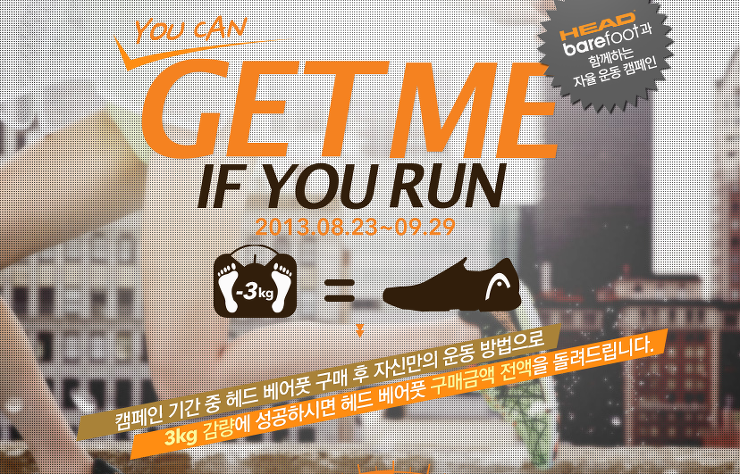 YOU CAN
GET ME
IF YOU RUN
2013.08.23~09.29
HEAD
barefoot과
함께하는
자율 운동 캠페인
-3kg
=
캠페인 기간 중 헤드 베어풋 구매 후 자신만의 운동 방법으로
3kg 감량에 성공하시면 헤드 베어풋 구매금액 전액을 돌려드립니다.